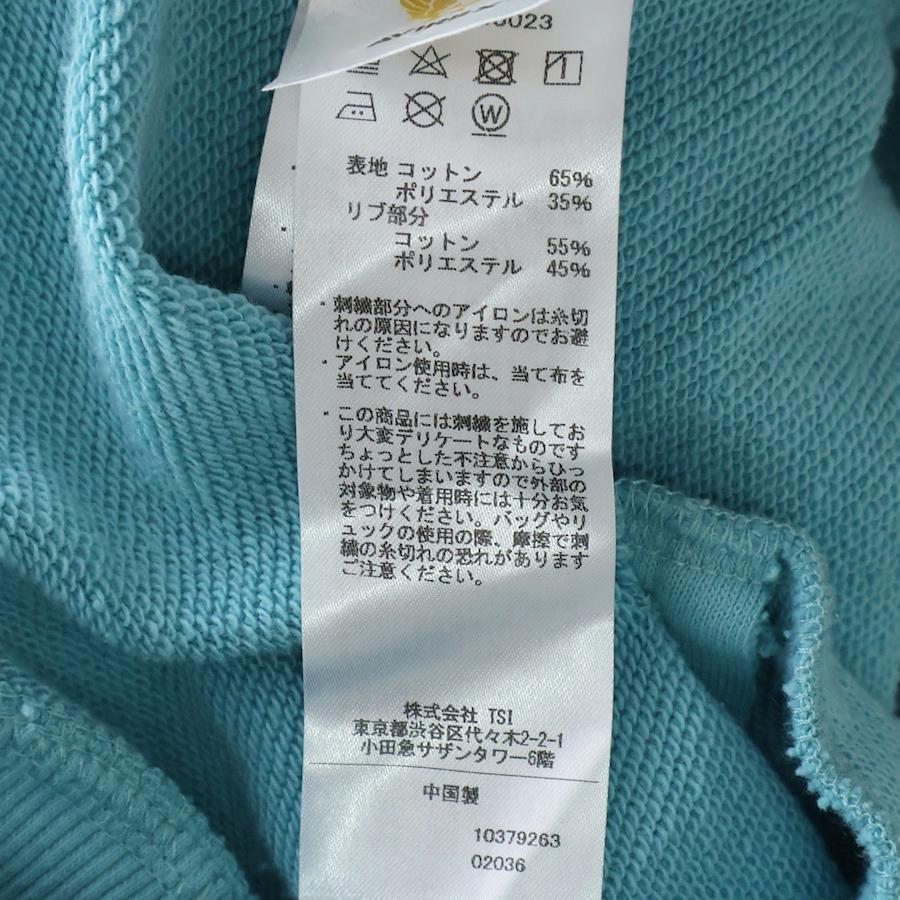 0023
W
表地 コットン 65%
ポリエステル 35%
リブ部分
コットン 55%
ポリエステル 45%
・刺繍部分へのアイロンは糸切
れの原因になりますのでお避
けください。
・アイロン使用時は、当て布を
当ててください。
・この商品には刺繍を施してお
り大変デリケートなものです
ちょっとした不注意からひっ
かけてしまいますので外部の
対象物や着用時には十分お気
をつけください。バッグやリ
ュックの使用の際、摩擦で刺
繍の糸切れの恐れがあります
ご注意ください。
株式会社 TSI
東京都渋谷区代々木2-2-1
小田急サザンタワー6階
中国製
10379263
02036